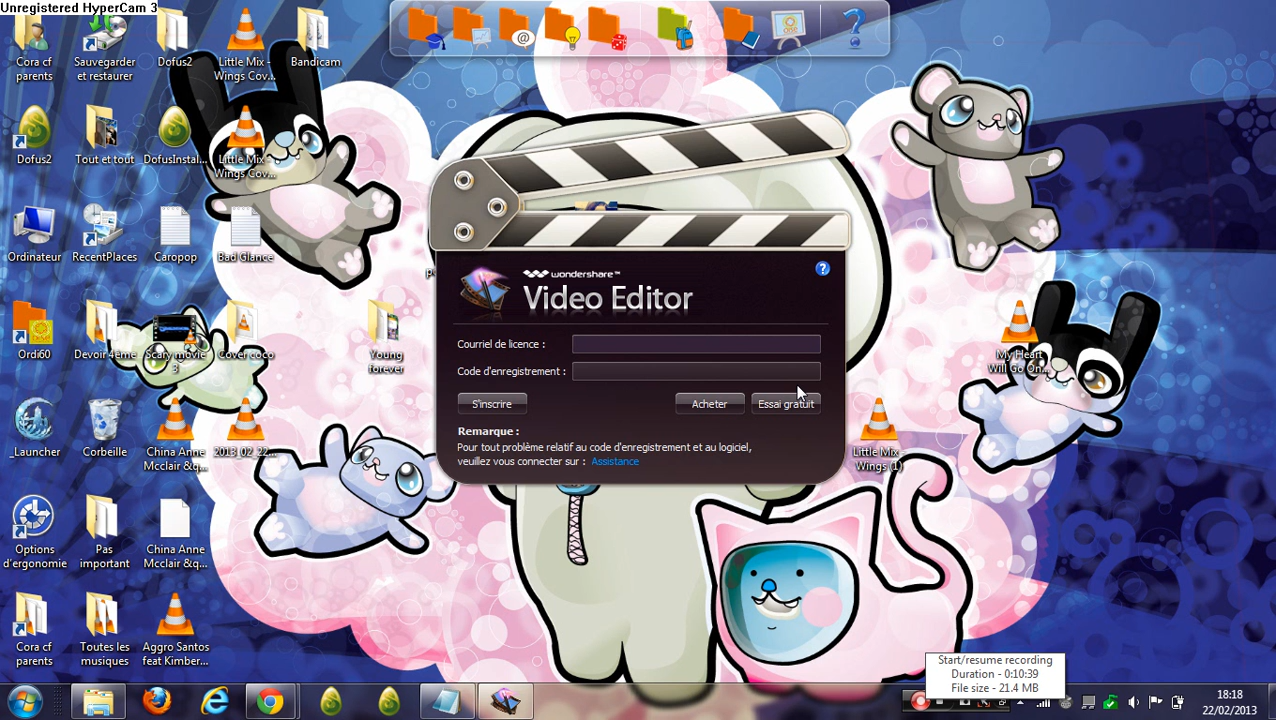 Unregistered HyperCam 3
Cora cf
parents
Sauvegarder
et restaurer
Dofus2
Little Mix -
Wings Cov...
Bandicam
Dofus2
Tout et tout
DofusInstal...
Little Mix -
Wings Cov...
Ordinateur
RecentPlaces
Caropop
Bad Glance
Ordi60
Devoir 4ème
Scary movie
3
Cover coco
Young
forever
_Launcher
Corbeille
China Anne
Mcclair &q...
2013_02_22...
Options
d'ergonomie
Pas
important
China Anne
Mcclair &q...
Cora cf
parents
Toutes les
musiques
Aggro Santos
feat Kimber...
wondershare™
Video Editor
Courriel de licence :
Code d'enregistrement :
S'inscrire
Acheter
Essai gratuit
Remarque :
Pour tout problème relatif au code d'enregistrement et au logiciel,
veuillez vous connecter sur : Assistance
My Heart
Will Go On...
Little Mix -
Wings (1)
Start/resume recording
Duration - 0:10:39
File size - 21.4 MB
18:18
22/02/2013